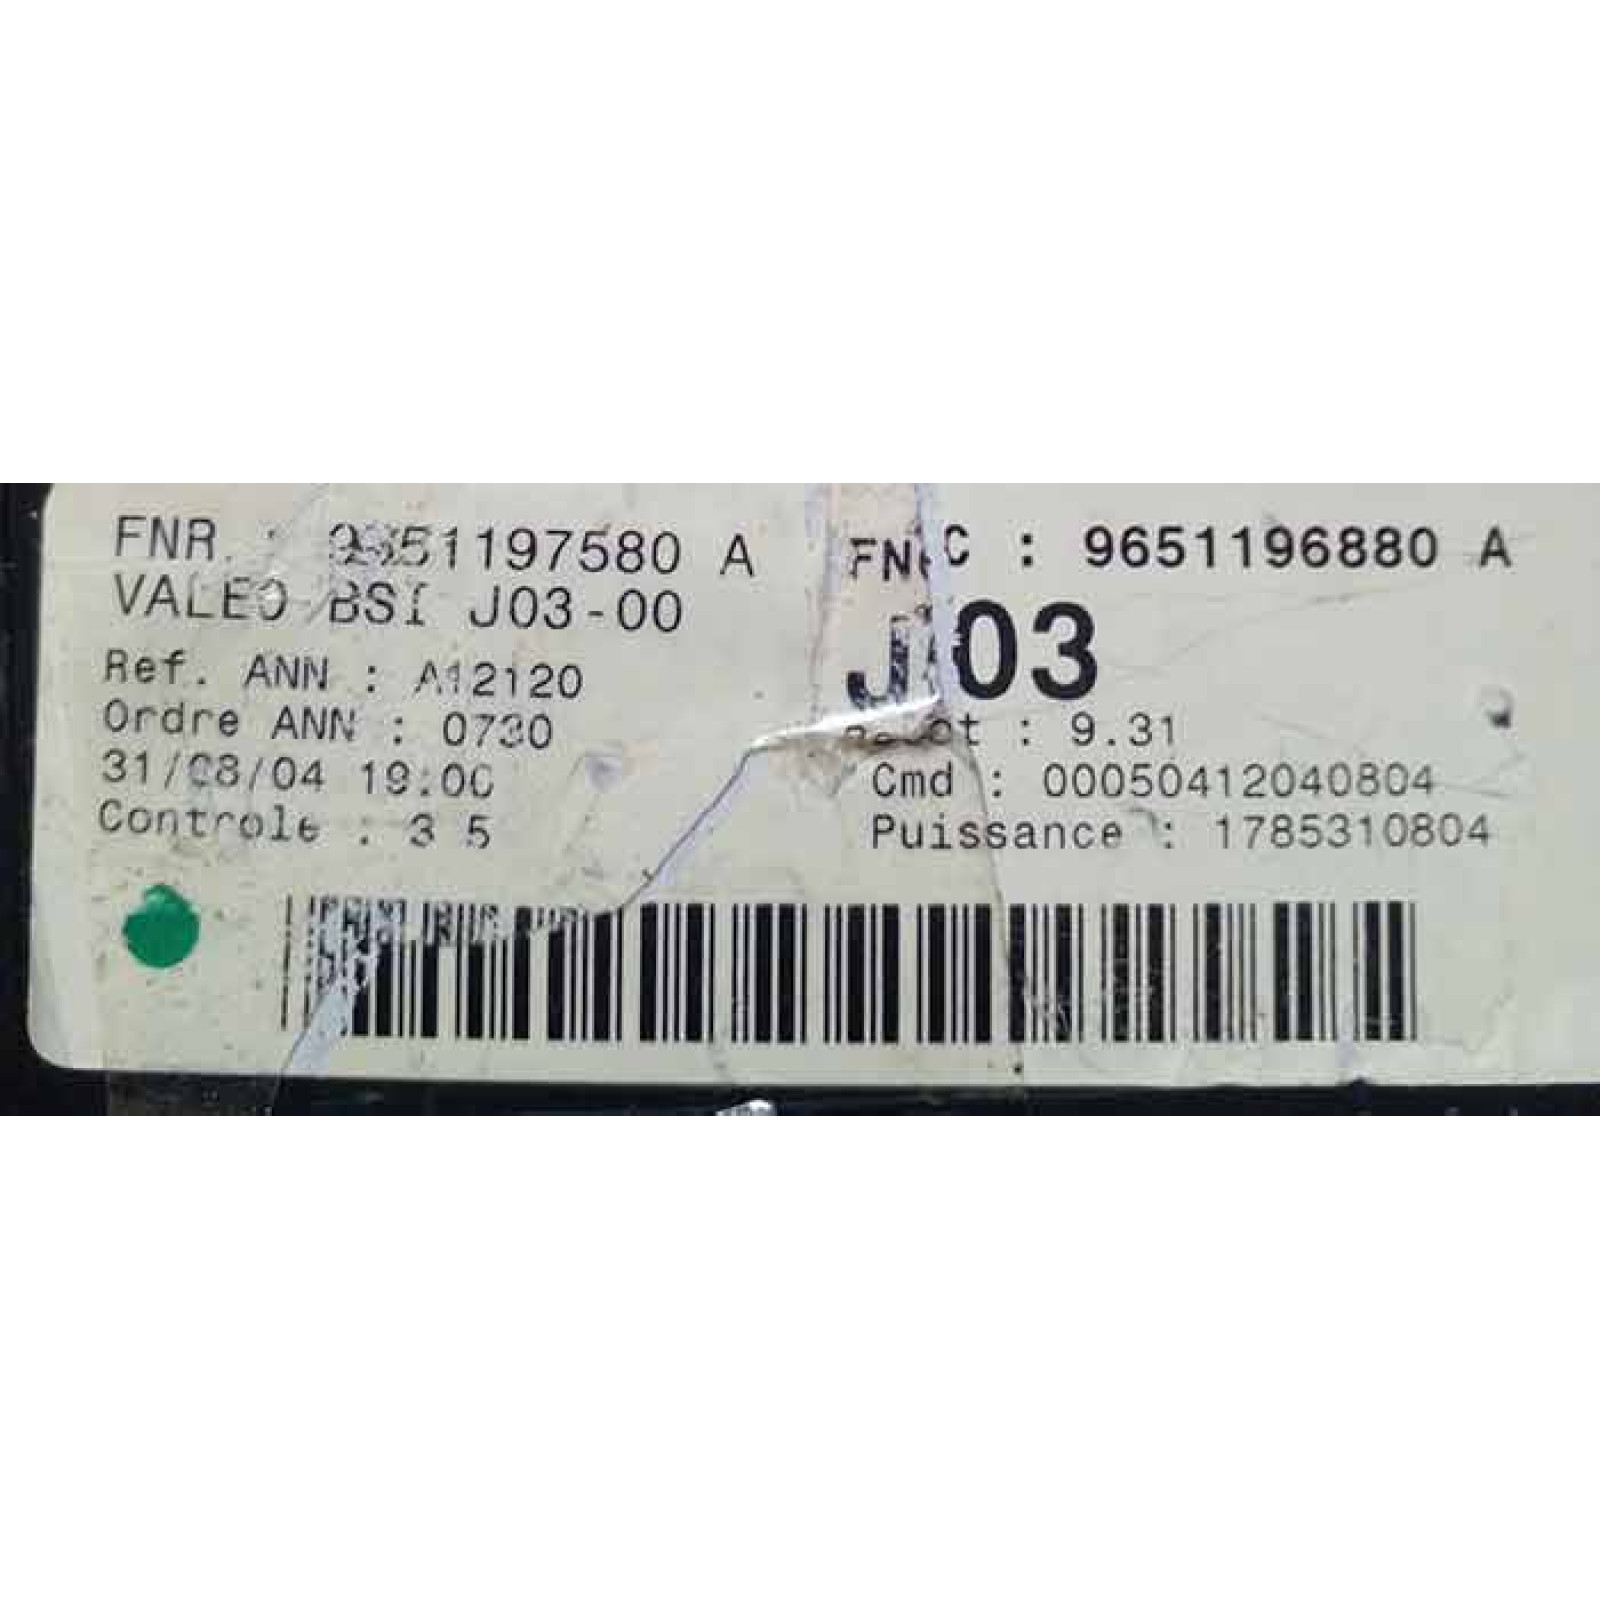 FNR. : 9651197580 A
VALEO BSI J03-00
Ref. ANN : A12120
Ordre ANN : 0730
31/08/04 19:00
Controle : 3 5
FNCC : 9651196880 A
J03
: 9.31
Cmd : 00050412040804
Puissance : 1785310804